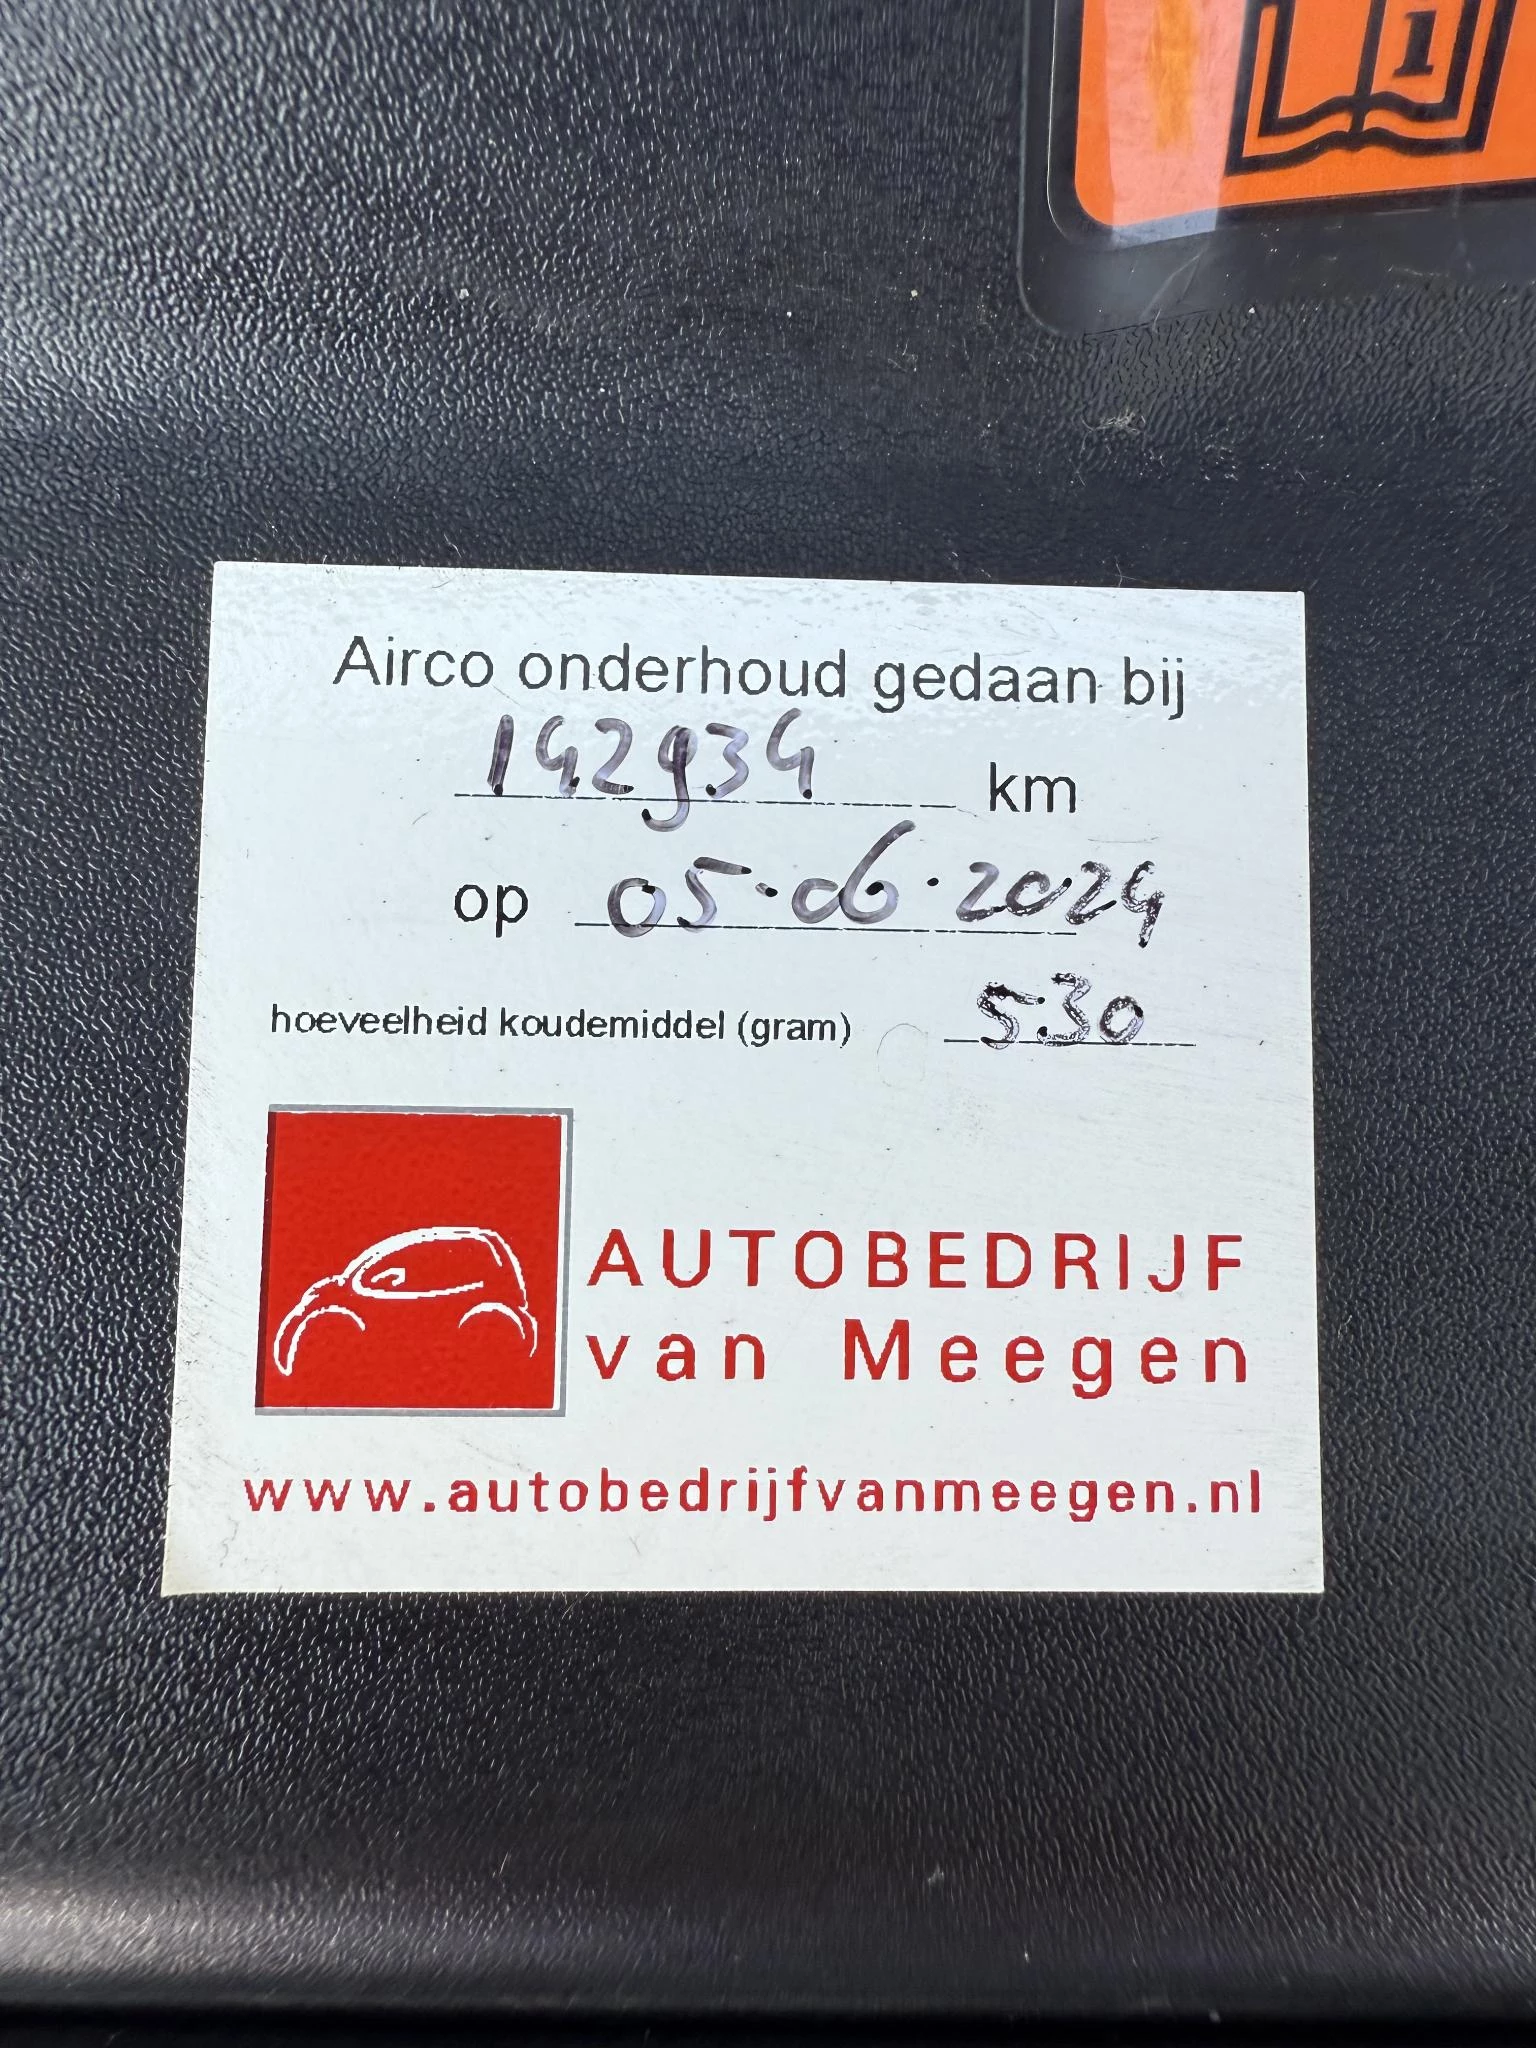 i
Airco onderhoud gedaan bij
142934 km
op 05-06-2024
hoeveelheid koudemiddel (gram) 530
AUTOBEDRIJF
van Meegen
www.autobedrijfvanmeegen.nl